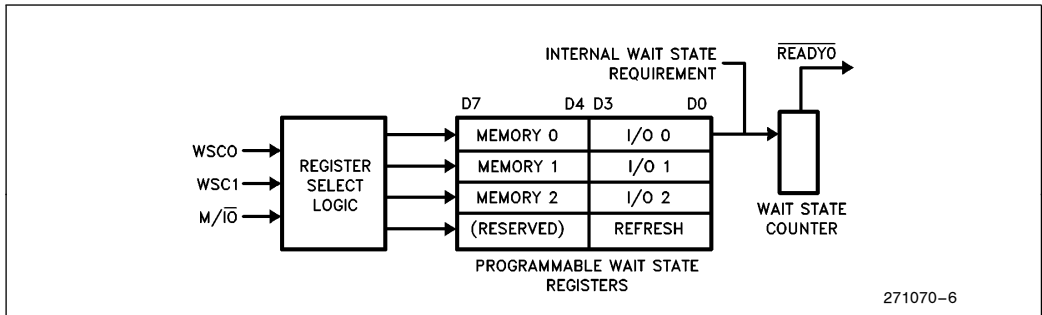 INTERNAL WAIT STATE
REQUIREMENT
READYO
D7 D4 D3 D0
WSC0
WSC1
M/IO
REGISTER
SELECT
LOGIC
MEMORY 0 I/O 0
MEMORY 1 I/O 1
MEMORY 2 I/O 2
(RESERVED) REFRESH
WAIT STATE
COUNTER
PROGRAMMABLE WAIT STATE
REGISTERS
271070–6